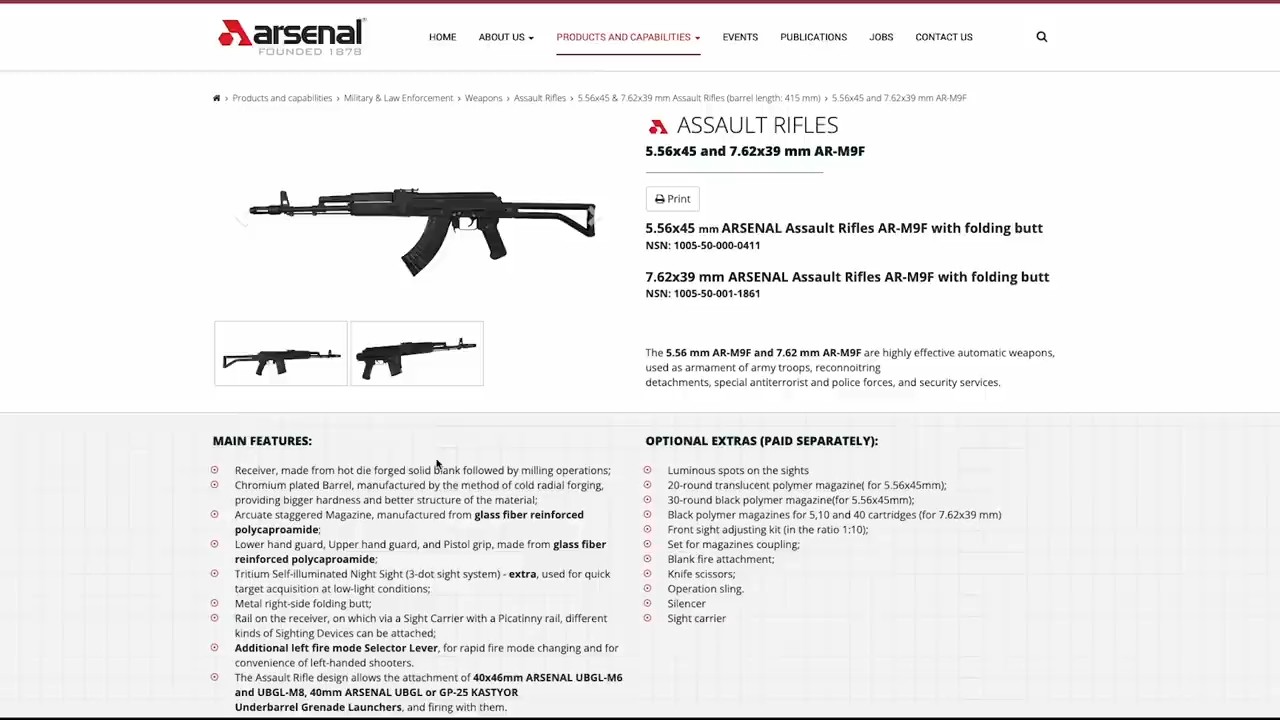 arsenal
FOUNDED 1878
HOME ABOUT US PRODUCTS AND CAPABILITIES EVENTS PUBLICATIONS JOBS CONTACT US
Products and capabilities › Military & Law Enforcement › Weapons › Assault Rifles › 5.56x45 & 7.62x39 mm Assault Rifles (barrel length: 415 mm) › 5.56x45 and 7.62x39 mm AR-M9F
ASSAULT RIFLES
5.56x45 and 7.62x39 mm AR-M9F
Print
5.56x45 mm ARSENAL Assault Rifles AR-M9F with folding butt
NSN: 1005-50-000-0411
7.62x39 mm ARSENAL Assault Rifles AR-M9F with folding butt
NSN: 1005-50-001-1861
The 5.56 mm AR-M9F and 7.62 mm AR-M9F are highly effective automatic weapons,
used as armament of army troops, reconnoitring
detachments, special antiterrorist and police forces, and security services.
MAIN FEATURES:
Receiver, made from hot die forged solid blank followed by milling operations;
Chromium plated Barrel, manufactured by the method of cold radial forging,
providing bigger hardness and better structure of the material;
Arcuate staggered Magazine, manufactured from glass fiber reinforced
polycaproamide;
Lower hand guard, Upper hand guard, and Pistol grip, made from glass fiber
reinforced polycaproamide;
Tritium Self-illuminated Night Sight (3-dot sight system) - extra, used for quick
target acquisition at low-light conditions;
Metal right-side folding butt;
Rail on the receiver, on which via a Sight Carrier with a Picatinny rail, different
kinds of Sighting Devices can be attached;
Additional left fire mode Selector Lever, for rapid fire mode changing and for
convenience of left-handed shooters.
The Assault Rifle design allows the attachment of 40x46mm ARSENAL UBGL-M6
and UBGL-M8, 40mm ARSENAL UBGL or GP-25 KASTYOR
Underbarrel Grenade Launchers, and firing with them.
OPTIONAL EXTRAS (PAID SEPARATELY):
Luminous spots on the sights
20-round translucent polymer magazine( for 5.56x45mm);
30-round black polymer magazine(for 5.56x45mm);
Black polymer magazines for 5,10 and 40 cartridges (for 7.62x39 mm)
Front sight adjusting kit (in the ratio 1:10);
Set for magazines coupling;
Blank fire attachment;
Knife scissors;
Operation sling.
Silencer
Sight carrier